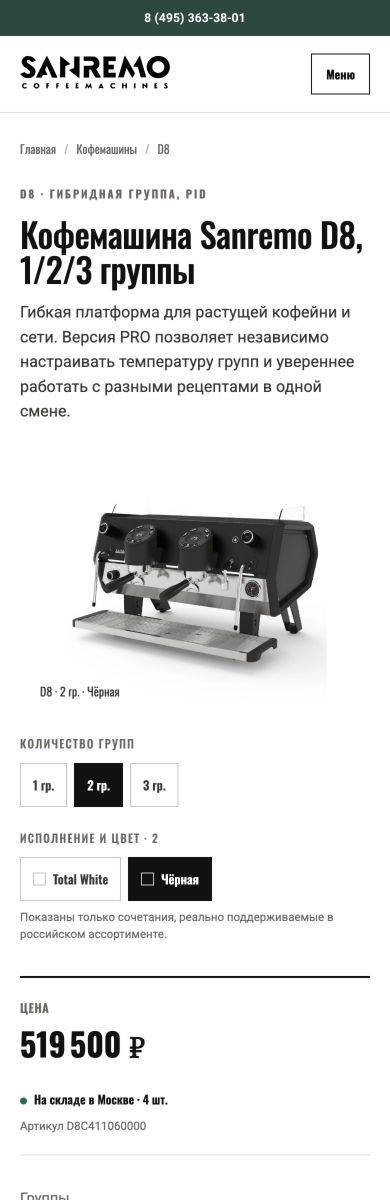 8 (495) 363-38-01
SANREMO
COFFEEMACHINES
Меню
Главная / Кофемашины / D8
D8 · ГИБРИДНАЯ ГРУППА, PID
Кофемашина Sanremo D8,
1/2/3 группы
Гибкая платформа для растущей кофейни и
сети. Версия PRO позволяет независимо
настраивать температуру групп и увереннее
работать с разными рецептами в одной
смене.
D8 · 2 гр. · Чёрная
КОЛИЧЕСТВО ГРУПП
1 гр. 2 гр. 3 гр.
ИСПОЛНЕНИЕ И ЦВЕТ · 2
Total White Чёрная
Показаны только сочетания, реально поддерживаемые в
российском ассортименте.
ЦЕНА
519 500 ₽
На складе в Москве · 4 шт.
Артикул D8C411060000
Группы